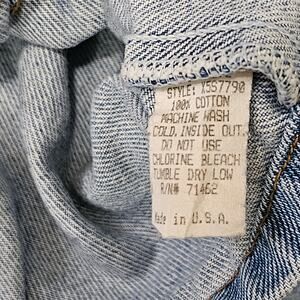 STYLE: X557790
100% COTTON
MACHINE WASH
COLD, INSIDE OUT.
DO NOT USE
CHLORINE BLEACH
TUMBLE DRY LOW
R/N# 71462
Made in U.S.A.